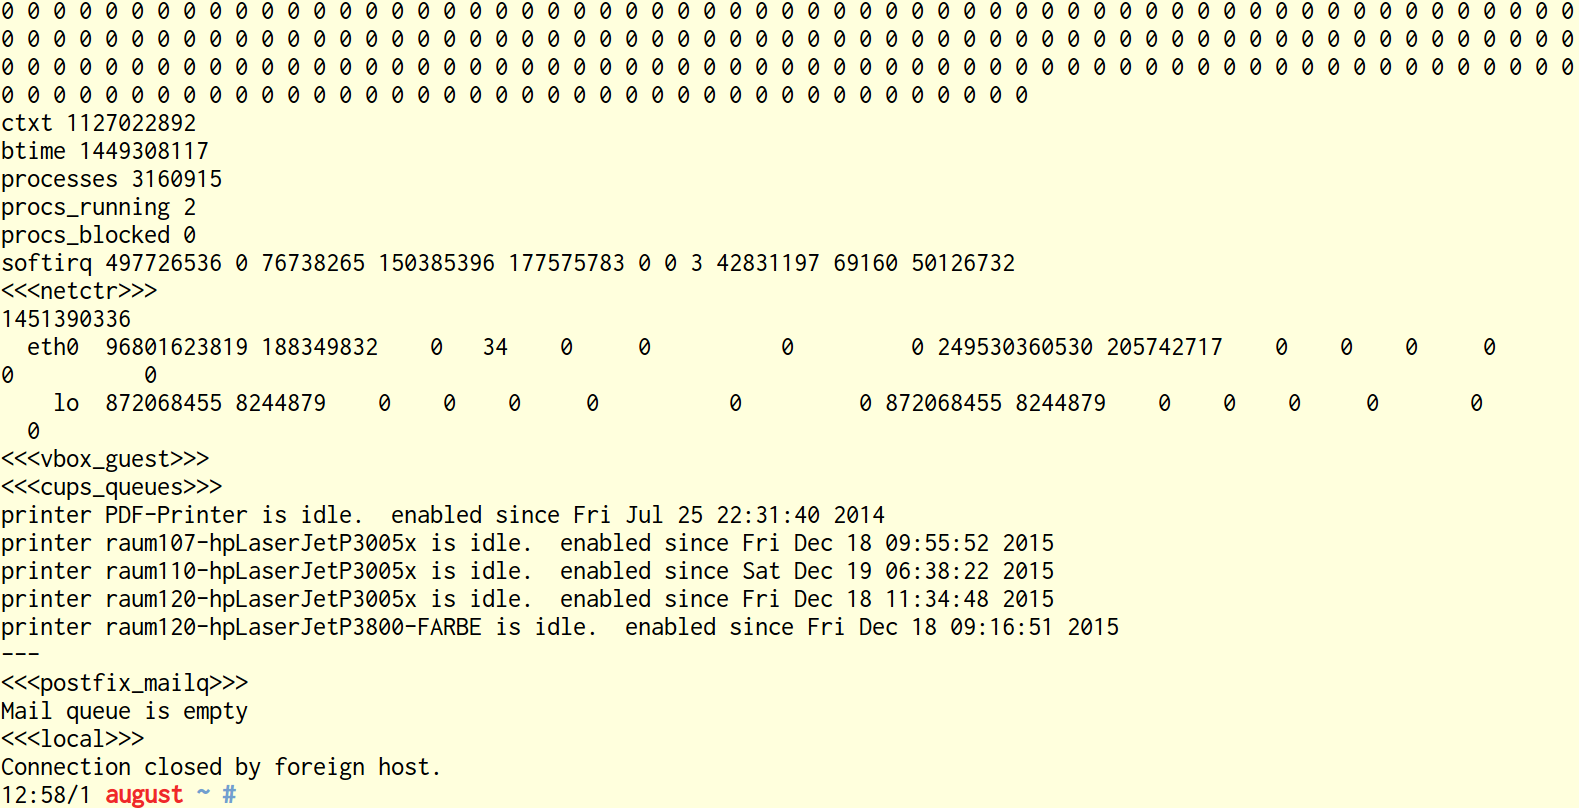 0 0 0 0 0 0 0 0 0 0 0 0 0 0 0 0 0 0 0 0 0 0 0 0 0 0 0 0 0 0 0 0 0 0 0 0 0 0 0 0 0 0 0 0 0 0 0 0 0 0 0 0 0 0 0 0 0 0 0 0 0
0 0 0 0 0 0 0 0 0 0 0 0 0 0 0 0 0 0 0 0 0 0 0 0 0 0 0 0 0 0 0 0 0 0 0 0 0 0 0 0 0 0 0 0 0 0 0 0 0 0 0 0 0 0 0 0 0 0 0 0 0
0 0 0 0 0 0 0 0 0 0 0 0 0 0 0 0 0 0 0 0 0 0 0 0 0 0 0 0 0 0 0 0 0 0 0 0 0 0 0 0 0 0 0 0 0 0 0 0 0 0 0 0 0 0 0 0 0 0 0 0 0
0 0 0 0 0 0 0 0 0 0 0 0 0 0 0 0 0 0 0 0 0 0 0 0 0 0 0 0 0 0 0 0 0 0 0 0 0 0 0 0
ctxt 1127022892
btime 1449308117
processes 3160915
procs_running 2
procs_blocked 0
softirq 497726536 0 76738265 150385396 177575783 0 0 3 42831197 69160 50126732
<<<netctr>>>
1451390336
  eth0  96801623819 188349832    0   34    0     0          0         0 249530360530 205742717    0    0    0     0
0          0
    lo  872068455 8244879    0    0    0     0          0         0 872068455 8244879    0    0    0     0       0
  0
<<<vbox_guest>>>
<<<cups_queues>>>
printer PDF-Printer is idle.  enabled since Fri Jul 25 22:31:40 2014
printer raum107-hpLaserJetP3005x is idle.  enabled since Fri Dec 18 09:55:52 2015
printer raum110-hpLaserJetP3005x is idle.  enabled since Sat Dec 19 06:38:22 2015
printer raum120-hpLaserJetP3005x is idle.  enabled since Fri Dec 18 11:34:48 2015
printer raum120-hpLaserJetP3800-FARBE is idle.  enabled since Fri Dec 18 09:16:51 2015
---
<<<postfix_mailq>>>
Mail queue is empty
<<<local>>>
Connection closed by foreign host.
12:58/1 august ~ #